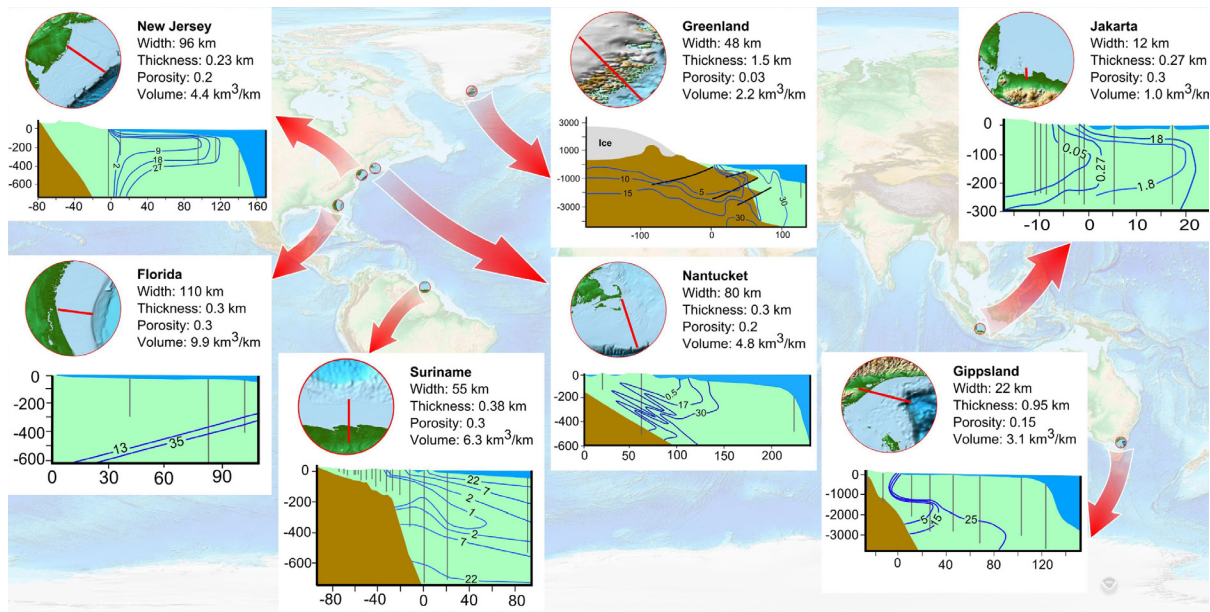 New Jersey
Width: 96 km
Thickness: 0.23 km
Porosity: 0.2
Volume: 4.4 km³/km
0
-200
-400
-600
2
9
18
27
-80 -40 0 40 80 120 160
Greenland
Width: 48 km
Thickness: 1.5 km
Porosity: 0.03
Volume: 2.2 km³/km
3000
1000
-1000
-3000
Ice
10
15
5
30
30
-100 0 100
Jakarta
Width: 12 km
Thickness: 0.27 km
Porosity: 0.3
Volume: 1.0 km³/km
0
-100
-200
-300
0.05
0.27
18
1.8
-10 0 10 20
Florida
Width: 110 km
Thickness: 0.3 km
Porosity: 0.3
Volume: 9.9 km³/km
0
-200
-400
-600
13
35
0 30 60 90
Suriname
Width: 55 km
Thickness: 0.38 km
Porosity: 0.3
Volume: 6.3 km³/km
0
-200
-400
-600
22
7
2
1
2
7
22
-80 -40 0 40 80
Nantucket
Width: 80 km
Thickness: 0.3 km
Porosity: 0.2
Volume: 4.8 km³/km
0
-200
-400
-600
0.5
17
30
0 50 100 150 200
Gippsland
Width: 22 km
Thickness: 0.95 km
Porosity: 0.15
Volume: 3.1 km³/km
0
-1000
-2000
-3000
5
15
25
-20 0 20 40 60 80 100 120 140